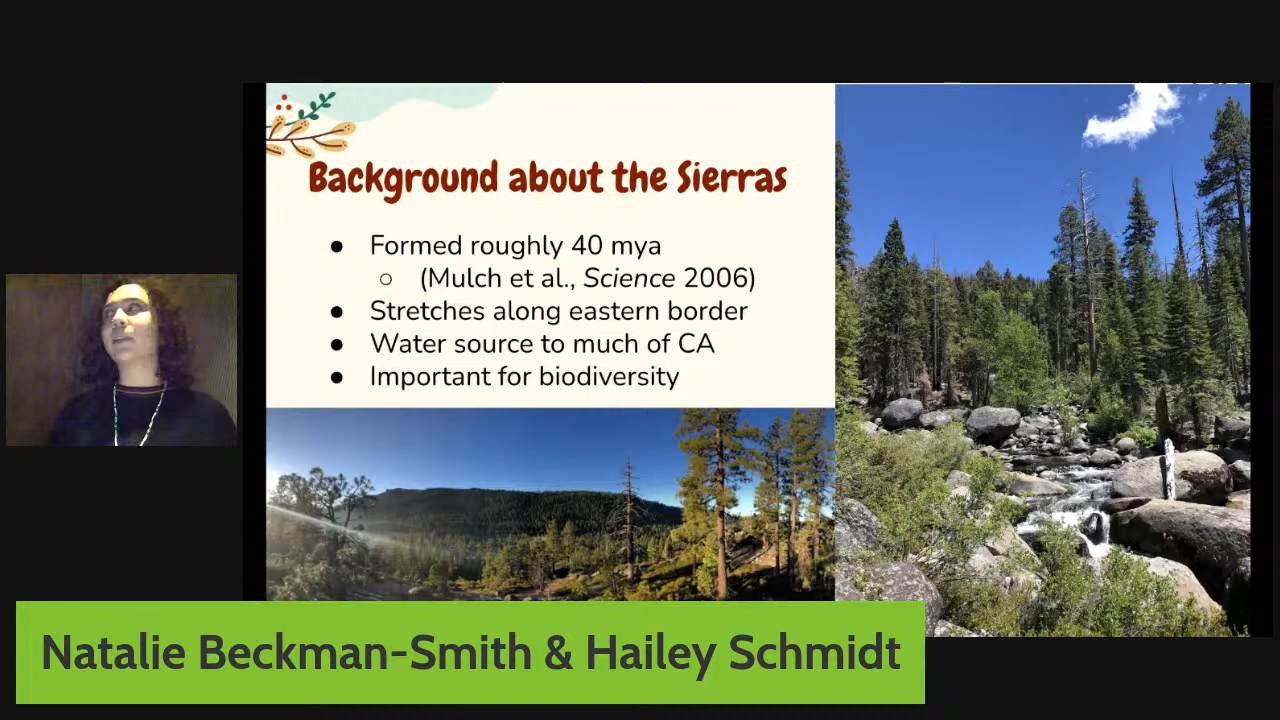 Background about the Sierras
● Formed roughly 40 mya
○ (Mulch et al., Science 2006)
● Stretches along eastern border
● Water source to much of CA
● Important for biodiversity
Natalie Beckman-Smith & Hailey Schmidt